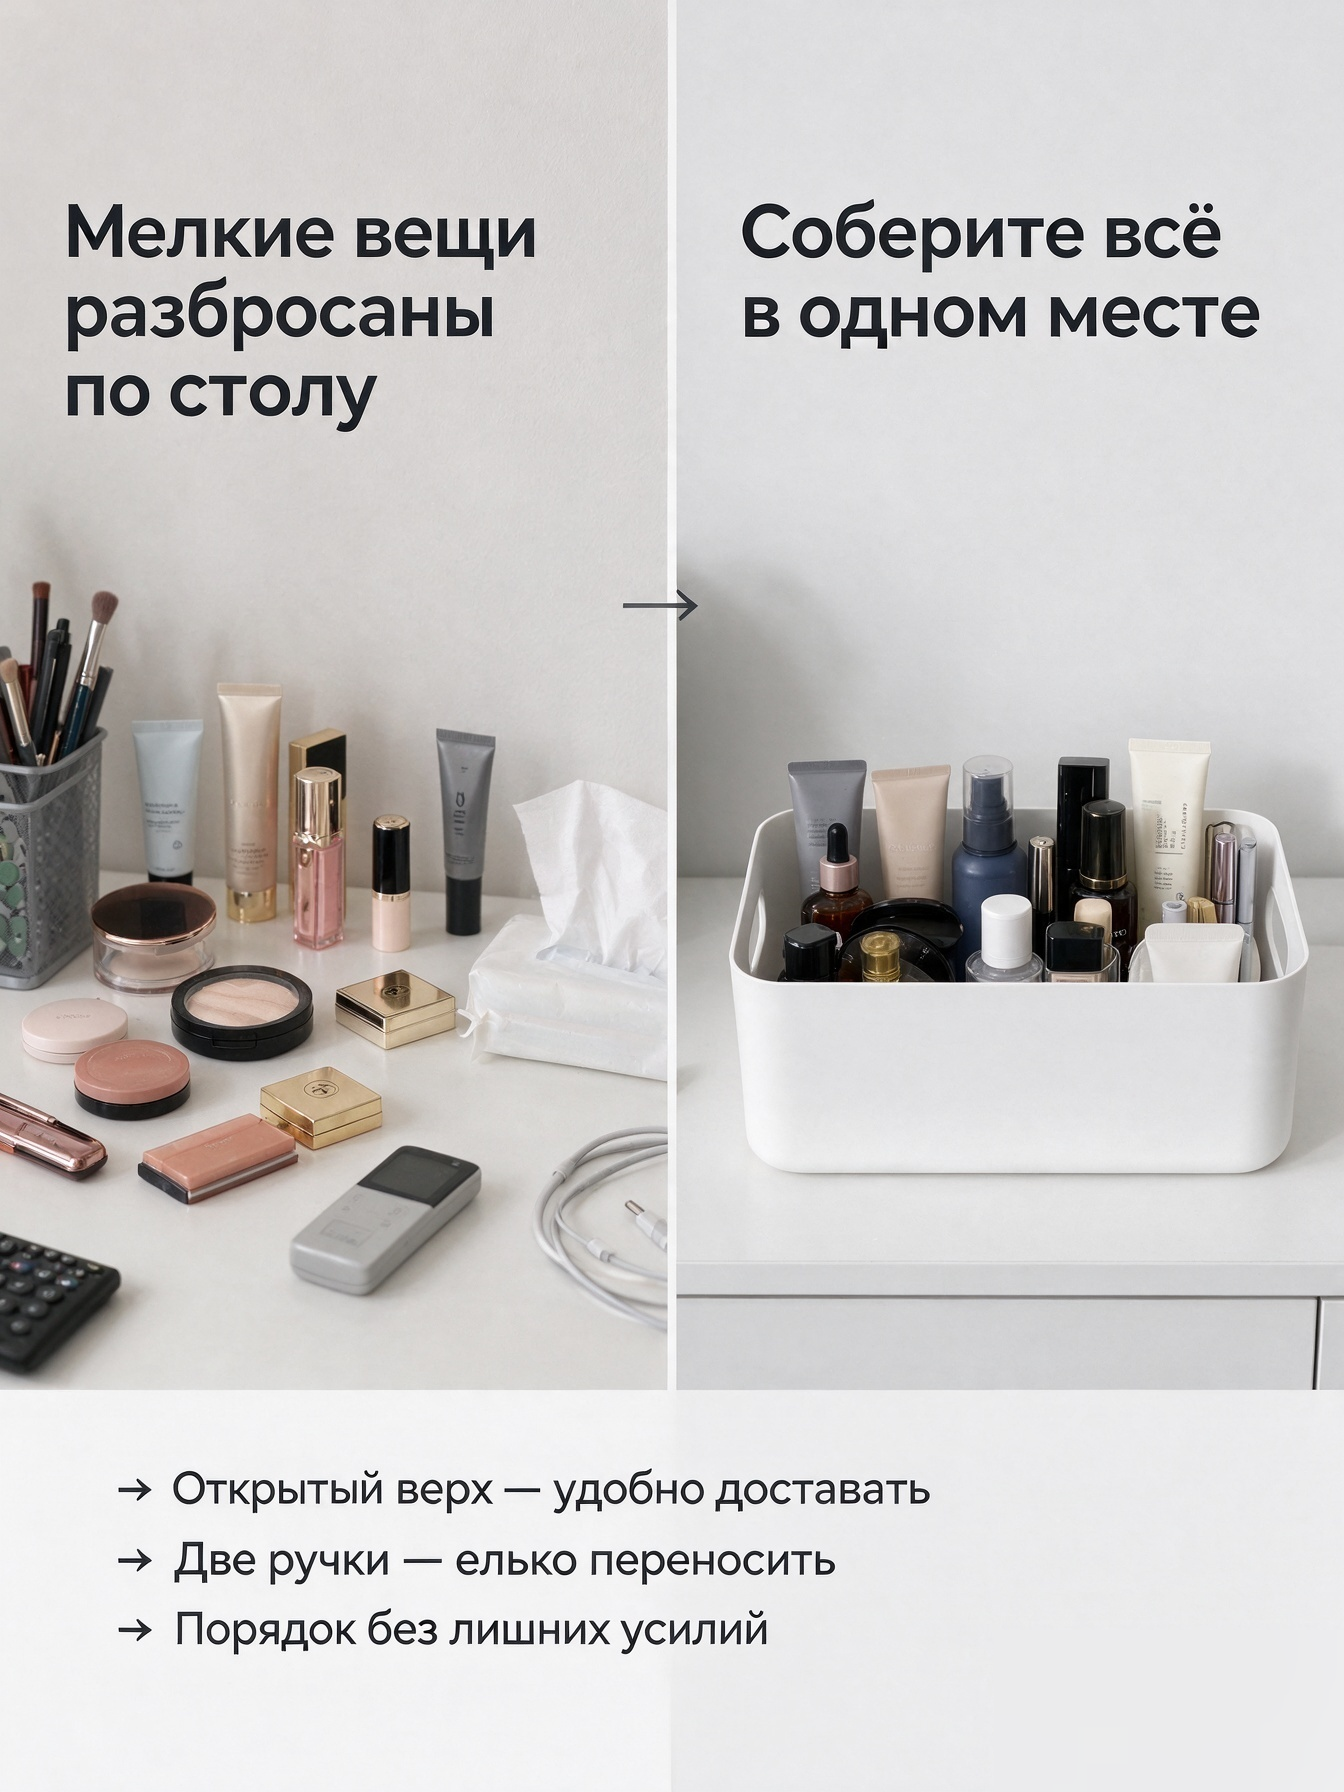 Мелкие вещи
разбросаны
по столу
Соберите всё
в одном месте
→ Открытый верх — удобно доставать
→ Две ручки — елько переносить
→ Порядок без лишних усилий